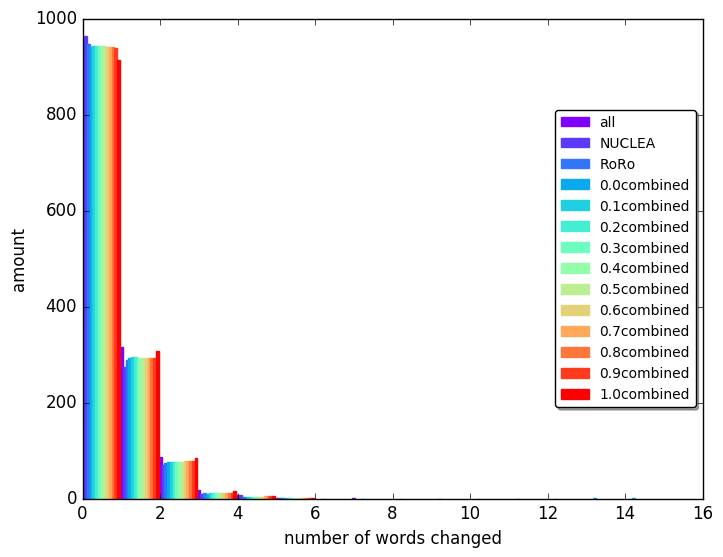 1000
800
600
400
200
0
amount
0 2 4 6 8 10 12 14 16
number of words changed
all
NUCLEA
RoRo
0.0combined
0.1combined
0.2combined
0.3combined
0.4combined
0.5combined
0.6combined
0.7combined
0.8combined
0.9combined
1.0combined